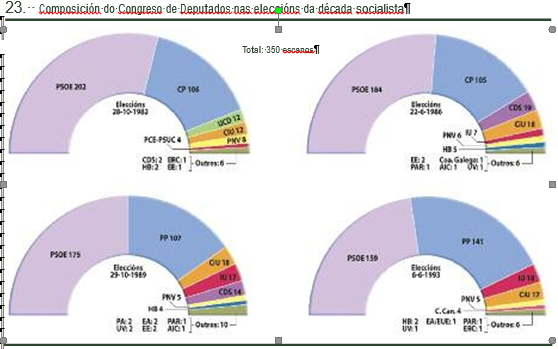 23. Composición do Congreso de Deputados nas eleccións da década socialista¶
Total: 350 escanos¶
PSOE 202
CP 106
UCD 12
CIU 12
PNV 8
PCE-PSUC 4
Eleccións
28-10-1982
CDS: 2 ERC: 1
HB: 2 EE: 1
Outros: 6
PSOE 184
CP 105
CDS 19
CIU 18
IU 7
PNV 6
HB 5
Eleccións
22-6-1986
EE: 2 Coa. Galega: 1
PAR: 1 AIC: 1 UV: 1
Outros: 6
PSOE 175
PP 107
CIU 18
IU 17
CDS 14
PNV 5
HB 4
Eleccións
29-10-1989
PA: 2 EA: 2 PAR: 1
UV: 2 EE: 2 AIC: 1
Outros: 10
PSOE 159
PP 141
IU 18
CIU 17
PNV 5
C. Can. 4
Eleccións
6-6-1993
HB: 2 EA/EUE: 1 PAR: 1
UV: 1 ERC: 1
Outros: 6